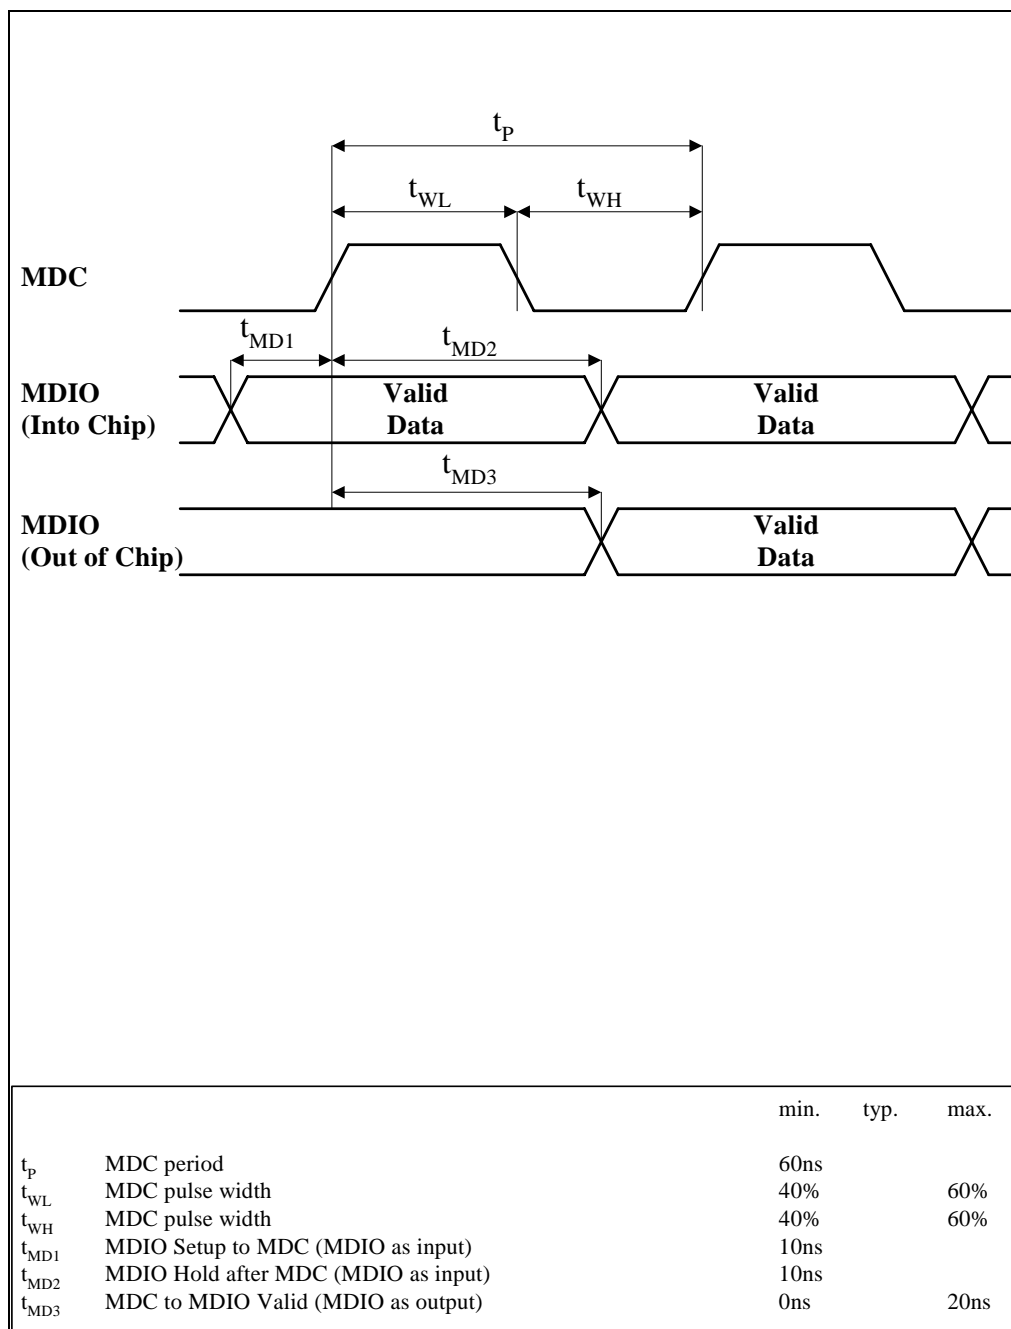 tP
tWL tWH
MDC
tMD1 tMD2
MDIO Valid Valid
(Into Chip) Data Data
tMD3
MDIO Valid
(Out of Chip) Data
min. typ. max.
tP MDC period 60ns
tWL MDC pulse width 40% 60%
tWH MDC pulse width 40% 60%
tMD1 MDIO Setup to MDC (MDIO as input) 10ns
tMD2 MDIO Hold after MDC (MDIO as input) 10ns
tMD3 MDC to MDIO Valid (MDIO as output) 0ns 20ns